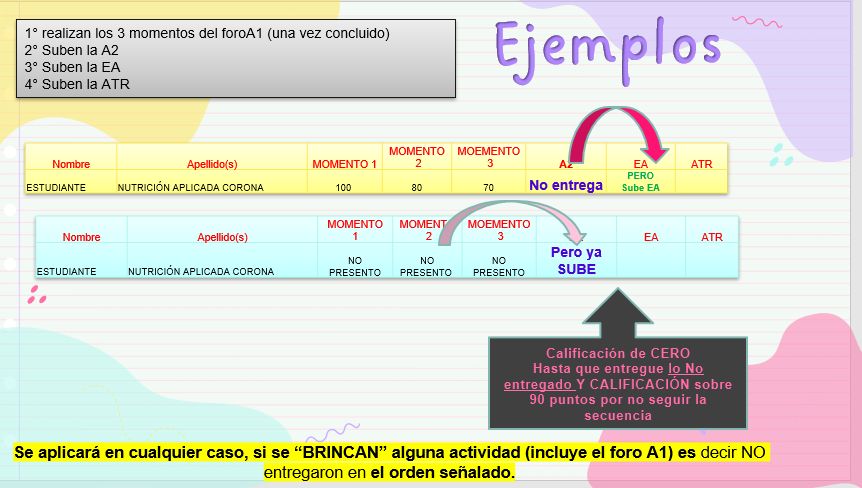 1° realizan los 3 momentos del foroA1 (una vez concluido)
2° Suben la A2
3° Suben la EA
4° Suben la ATR
Ejemplos
Nombre Apellido(s) MOMENTO 1 MOMENTO 2 MOEMENTO 3 A2 EA ATR
ESTUDIANTE NUTRICIÓN APLICADA CORONA 100 80 70 No entrega PERO Sube EA
Nombre Apellido(s) MOMENTO 1 MOMENTO 2 MOEMENTO 3 EA ATR
ESTUDIANTE NUTRICIÓN APLICADA CORONA NO PRESENTO NO PRESENTO NO PRESENTO Pero ya SUBE
Calificación de CERO
Hasta que entregue lo No
entregado Y CALIFICACIÓN sobre
90 puntos por no seguir la
secuencia
Se aplicará en cualquier caso, si se “BRINCAN” alguna actividad (incluye el foro A1) es decir NO
entregaron en el orden señalado.